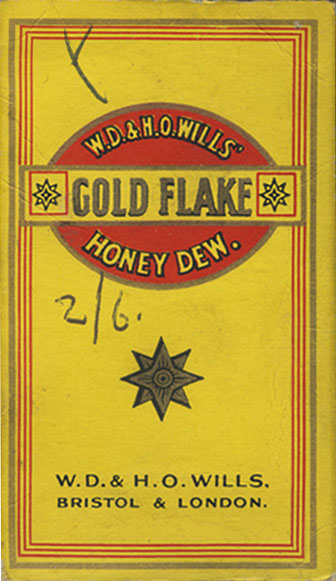 W.D.& H.O.WILLS'
GOLD FLAKE
HONEY DEW.
2/6.
W.D. & H.O. WILLS,
BRISTOL & LONDON.